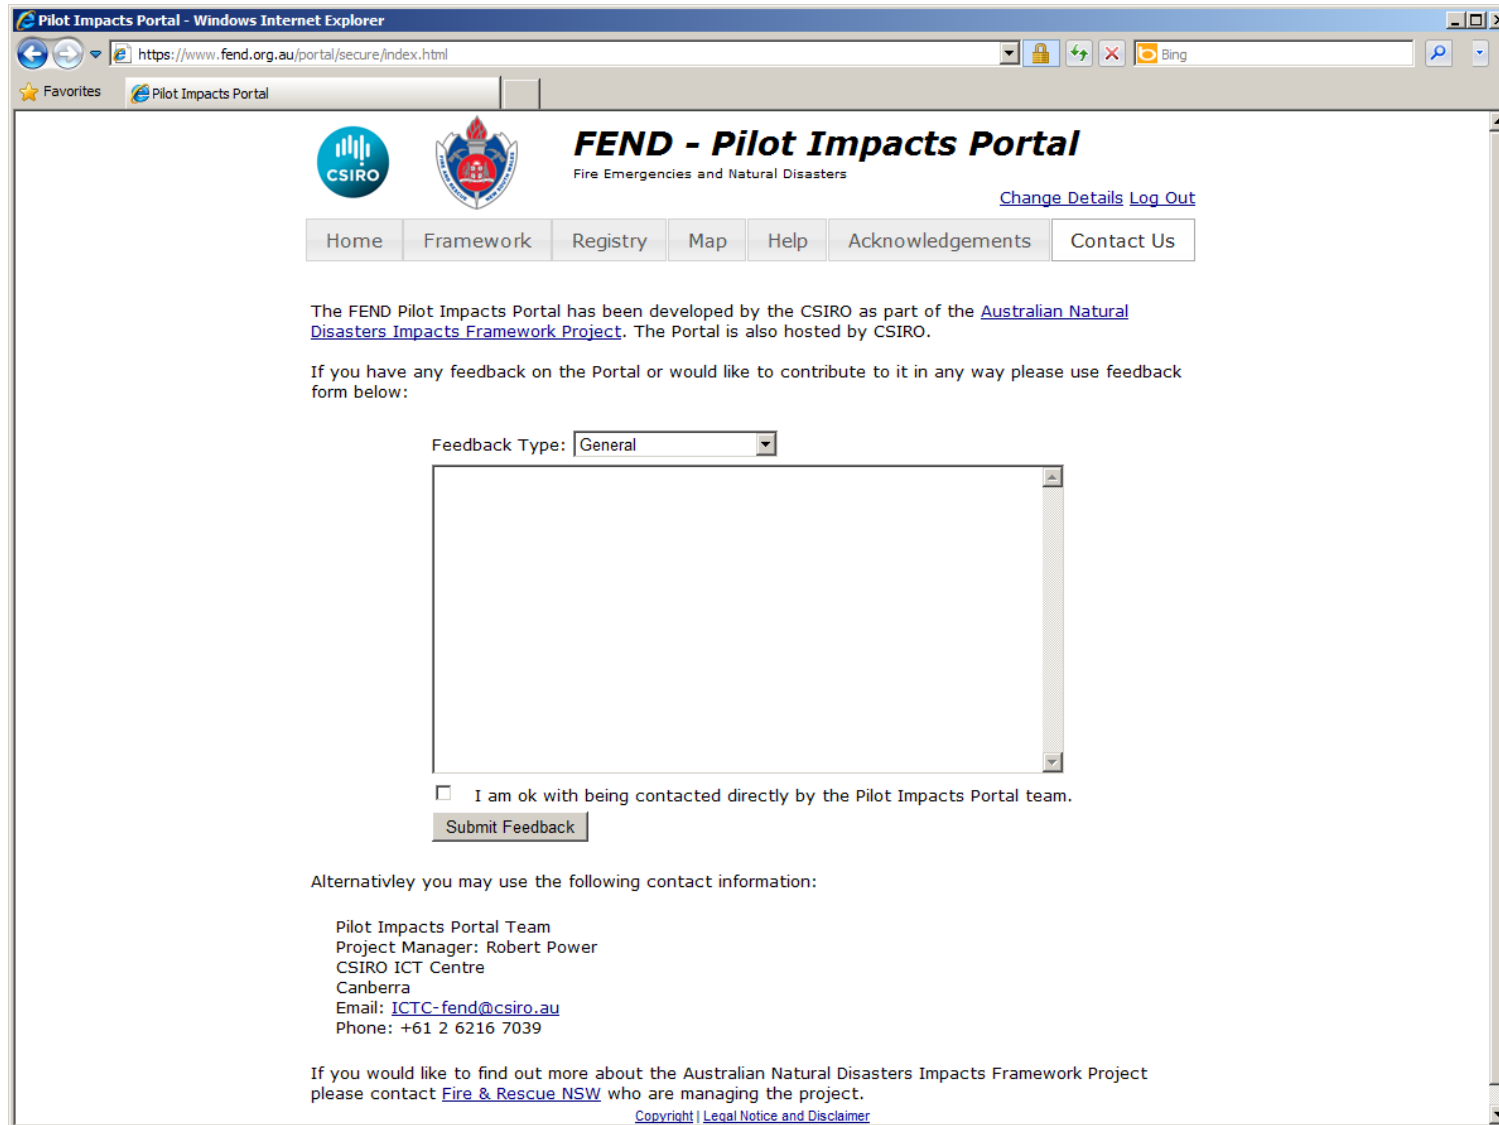 Pilot Impacts Portal - Windows Internet Explorer
https://www.fend.org.au/portal/secure/index.html
Bing
Favorites
Pilot Impacts Portal
CSIRO
FIRE AND RESCUE NEW SOUTH WALES
FEND - Pilot Impacts Portal
Fire Emergencies and Natural Disasters
Change Details Log Out
Home Framework Registry Map Help Acknowledgements Contact Us
The FEND Pilot Impacts Portal has been developed by the CSIRO as part of the Australian Natural
Disasters Impacts Framework Project. The Portal is also hosted by CSIRO.
If you have any feedback on the Portal or would like to contribute to it in any way please use feedback
form below:
Feedback Type: General
I am ok with being contacted directly by the Pilot Impacts Portal team.
Submit Feedback
Alternativley you may use the following contact information:
Pilot Impacts Portal Team
Project Manager: Robert Power
CSIRO ICT Centre
Canberra
Email: ICTC-fend@csiro.au
Phone: +61 2 6216 7039
If you would like to find out more about the Australian Natural Disasters Impacts Framework Project
please contact Fire & Rescue NSW who are managing the project.
Copyright | Legal Notice and Disclaimer